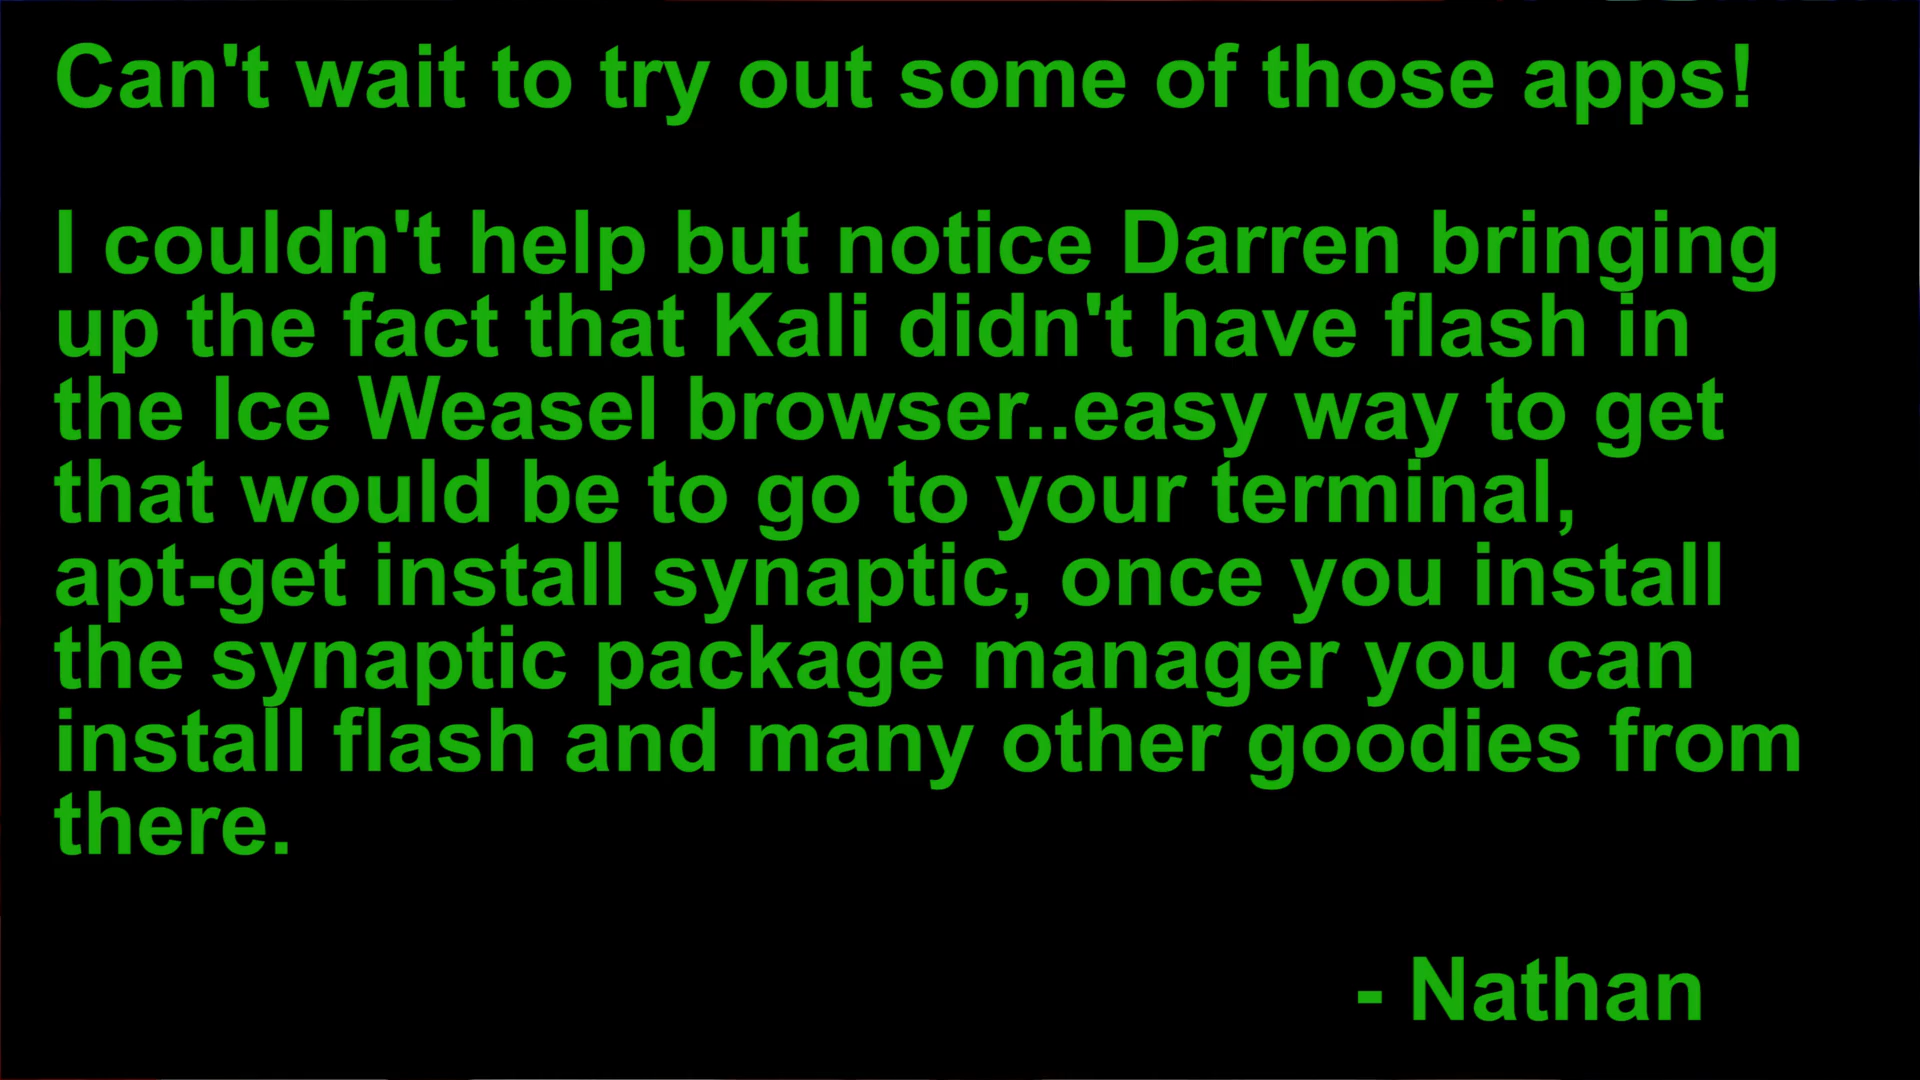 Can't wait to try out some of those apps!
I couldn't help but notice Darren bringing
up the fact that Kali didn't have flash in
the Ice Weasel browser..easy way to get
that would be to go to your terminal,
apt-get install synaptic, once you install
the synaptic package manager you can
install flash and many other goodies from
there.
- Nathan